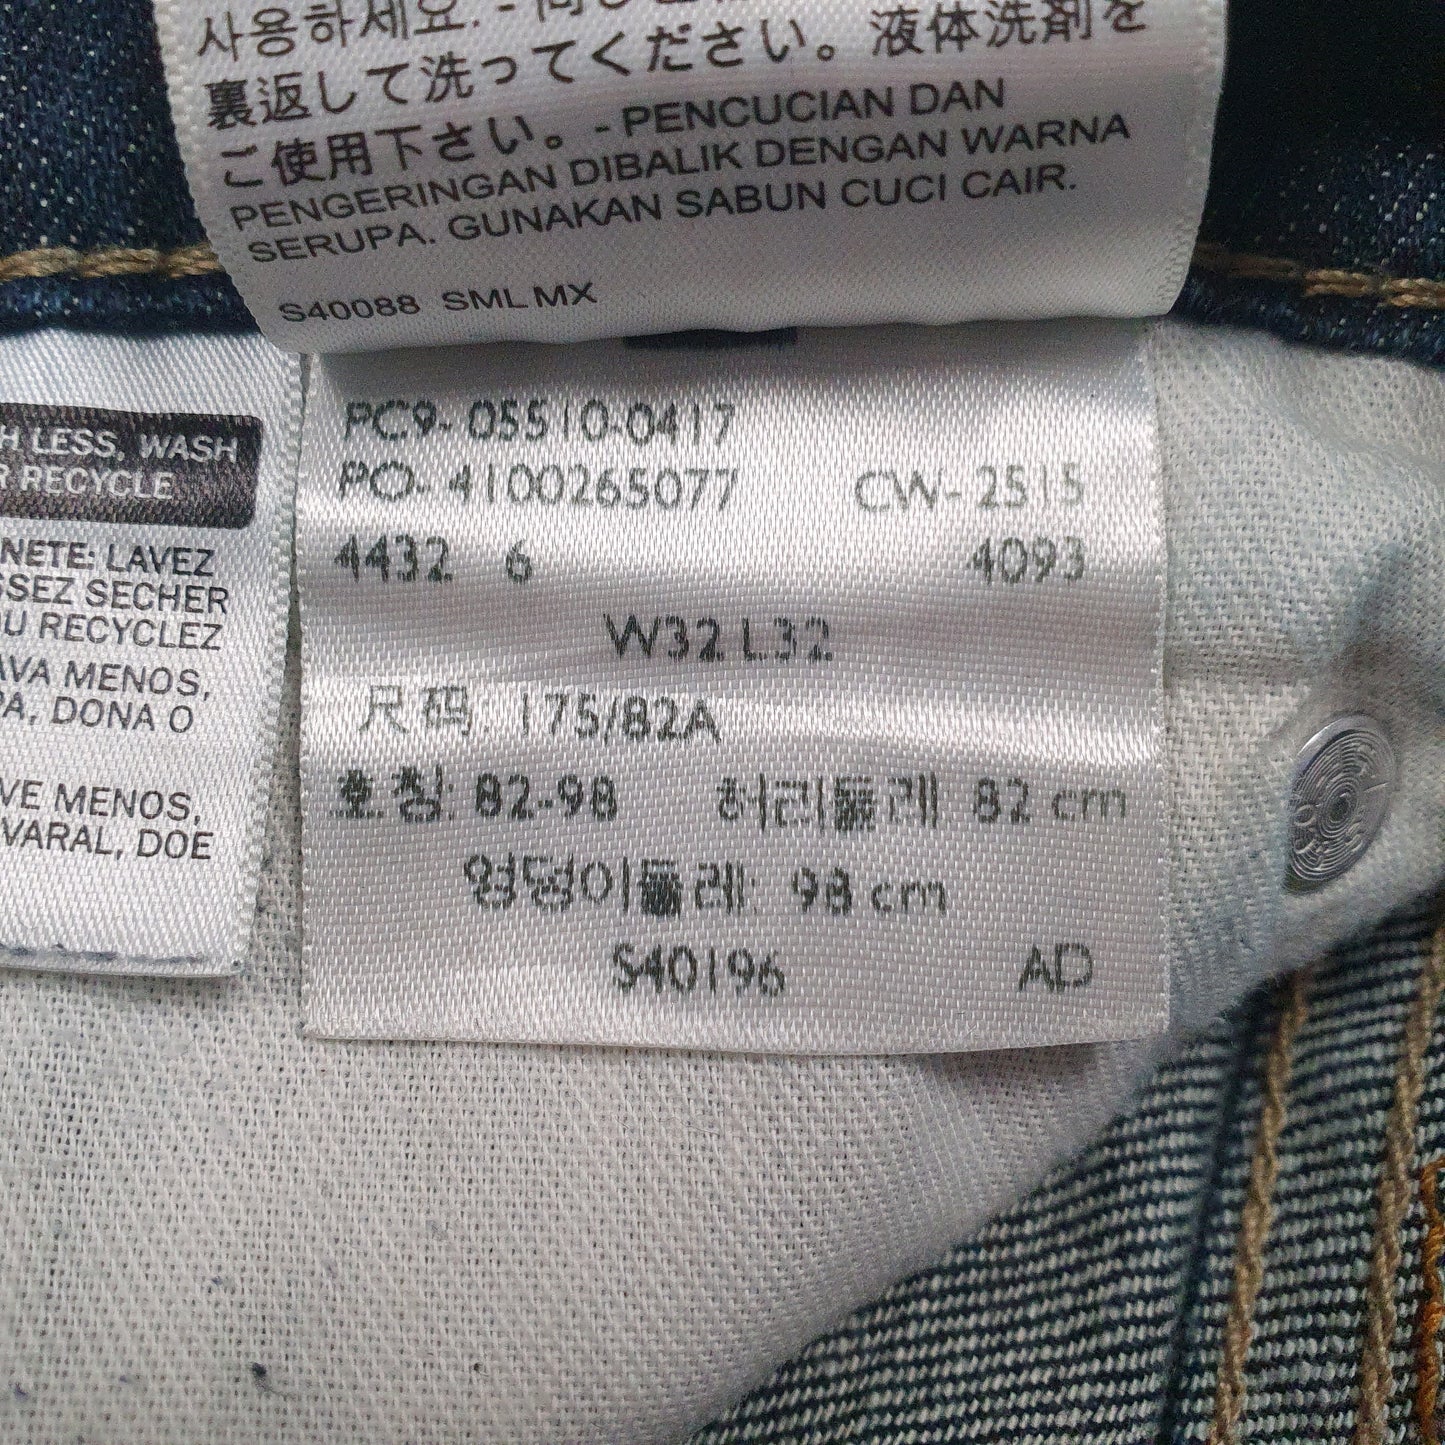 사용하세요. -
裏返して洗ってください。液体洗剤を
ご使用下さい。- PENCUCIAN DAN
PENGERINGAN DIBALIK DENGAN WARNA
SERUPA. GUNAKAN SABUN CUCI CAIR.
S40088 SML MX
H LESS, WASH
R RECYCLE
NETE: LAVEZ
SSEZ SECHER
OU RECYCLEZ
AVA MENOS,
PA, DONA O
VE MENOS,
VARAL, DOE
PC9-05510-0417
PO-4100265077 CW-2515
4432 6 4093
W32 L32
尺码: 175/82A
호칭: 82-98 허리둘레 82 cm
엉덩이둘레: 98 cm
S40196 AD